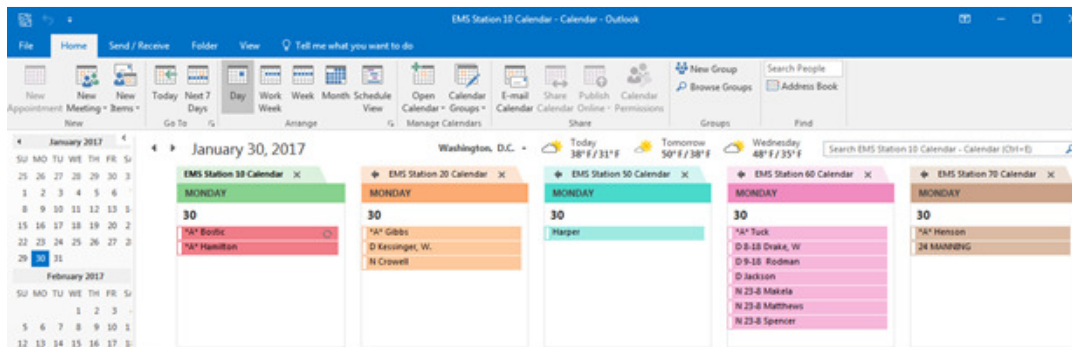 EMS Station 10 Calendar - Calendar - Outlook
File Home Send / Receive Folder View Tell me what you want to do
New Appointment
New Meeting
New Items
Today
Next 7 Days
Day
Work Week
Week
Month
Schedule View
Open Calendar
Calendar Groups
E-mail Calendar
Share Calendar
Publish Online
Calendar Permissions
New Group
Browse Groups
Search People
Address Book
New Go To Arrange Manage Calendars Share Groups Find
January 2017
SU MO TU WE TH FR
25 26 27 28 29 30
1 2 3 4 5 6
8 9 10 11 12 13
15 16 17 18 19 20
22 23 24 25 26 27
29 30 31
February 2017
SU MO TU WE TH FR
1 2 3
5 6 7 8 9 10
12 13 14 15 16 17
January 30, 2017
Washington, D.C.
Today
38°F/31°F
Tomorrow
50°F/38°F
Wednesday
48°F/35°F
Search EMS Station 10 Calendar - Calendar (Ctrl+E)
EMS Station 10 Calendar
MONDAY
30
"A" Bostic
"A" Hamilton
EMS Station 20 Calendar
MONDAY
30
"A" Gibbs
D Kessinger, W.
N Crowell
EMS Station 50 Calendar
MONDAY
30
Harper
EMS Station 60 Calendar
MONDAY
30
"A" Tuck
D 8-18 Drake, W
D 9-18 Rodman
D Jackson
N 23-8 Makela
N 23-8 Matthews
N 23-8 Spencer
EMS Station 70 Calendar
MONDAY
30
"A" Henson
24 MANNING